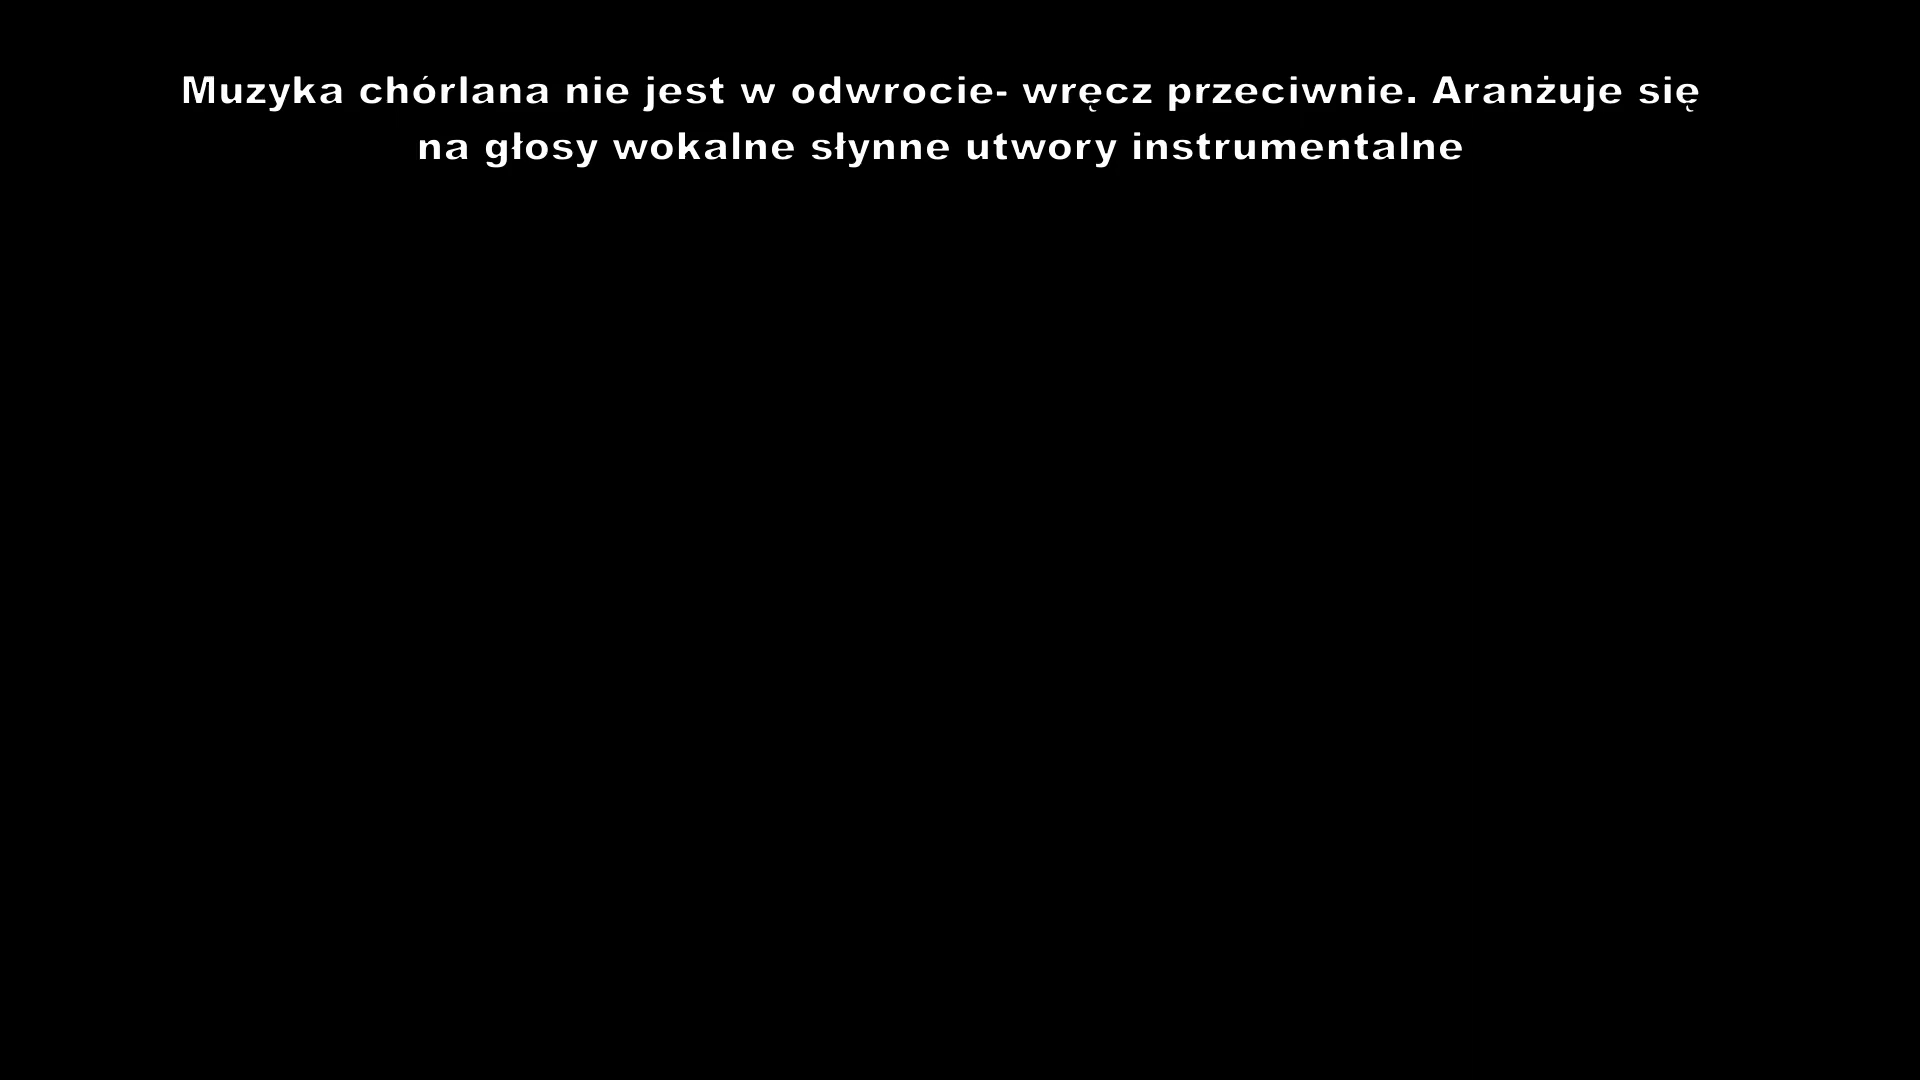 Muzyka chórlana nie jest w odwrocie- wręcz przeciwnie. Aranżuje się
na głosy wokalne słynne utwory instrumentalne